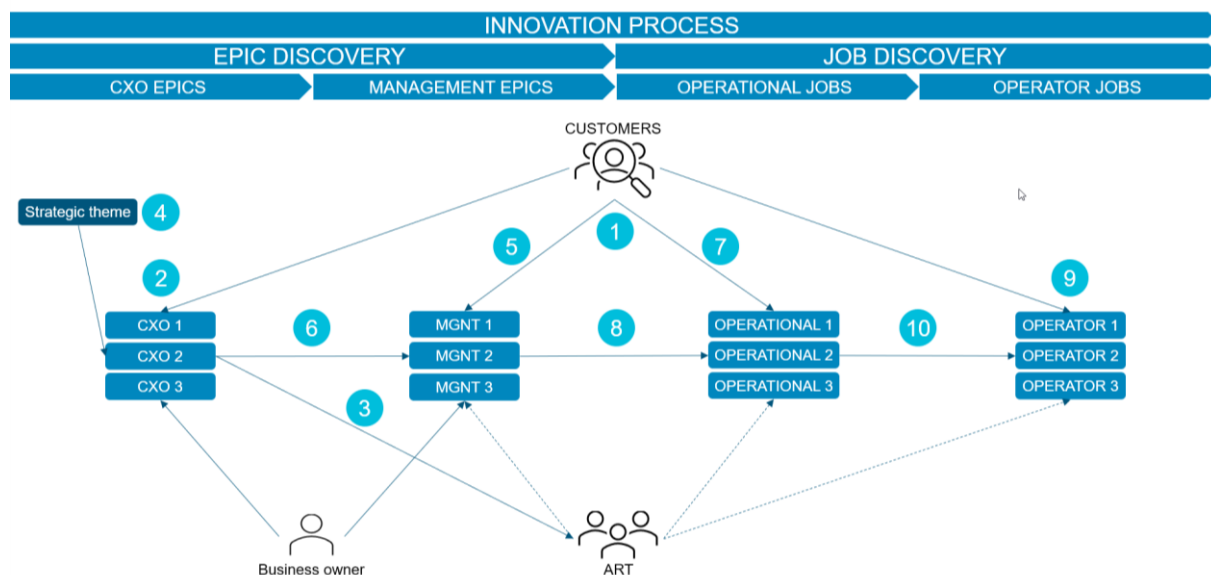 INNOVATION PROCESS
EPIC DISCOVERY
JOB DISCOVERY
CXO EPICS
MANAGEMENT EPICS
OPERATIONAL JOBS
OPERATOR JOBS
CUSTOMERS
Strategic theme
4
5
1
7
2
9
CXO 1
CXO 2
CXO 3
6
MGNT 1
MGNT 2
MGNT 3
8
OPERATIONAL 1
OPERATIONAL 2
OPERATIONAL 3
10
OPERATOR 1
OPERATOR 2
OPERATOR 3
3
Business owner
ART